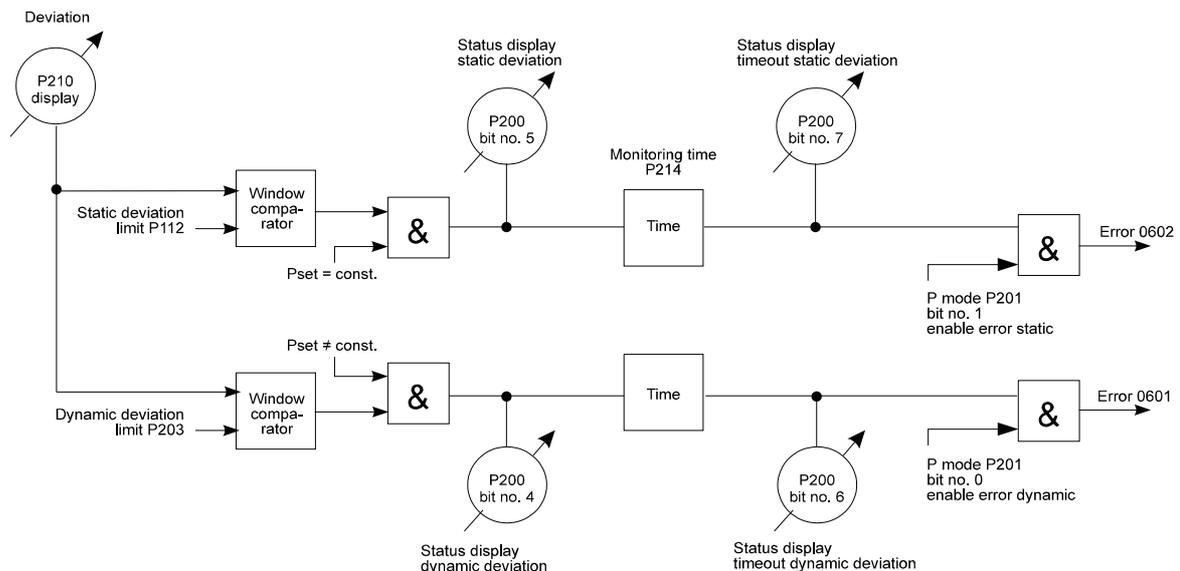 Deviation
P210
display
Status display
static deviation
P200
bit no. 5
Status display
timeout static deviation
P200
bit no. 7
Monitoring time
P214
Static deviation
limit P112
Window
compa-
rator
&
Pset = const.
Time
&
Error 0602
P mode P201
bit no. 1
enable error static
Pset ≠ const.
Dynamic deviation
limit P203
Window
compa-
rator
&
Time
&
Error 0601
P mode P201
bit no. 0
enable error dynamic
P200
bit no. 4
Status display
dynamic deviation
P200
bit no. 6
Status display
timeout dynamic deviation